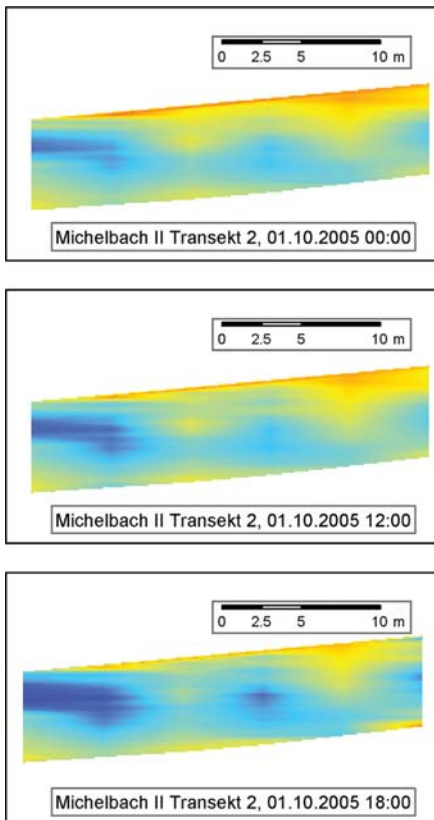 0 2.5 5 10 m
Michelbach II Transekt 2, 01.10.2005 00:00
0 2.5 5 10 m
Michelbach II Transekt 2, 01.10.2005 12:00
0 2.5 5 10 m
Michelbach II Transekt 2, 01.10.2005 18:00